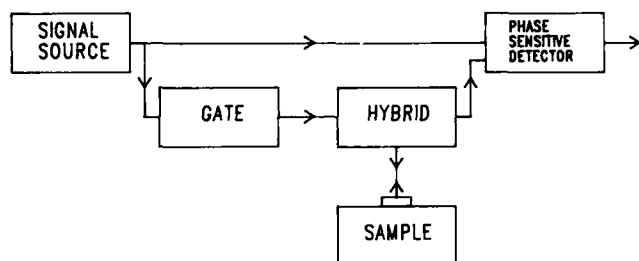 SIGNAL
SOURCE
PHASE
SENSITIVE
DETECTOR
GATE
HYBRID
SAMPLE